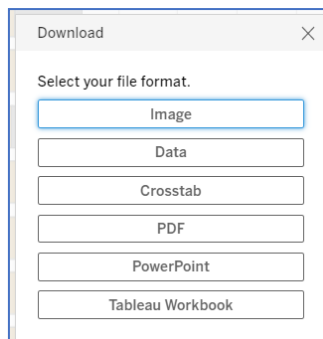 Download
Select your file format.
Image
Data
Crosstab
PDF
PowerPoint
Tableau Workbook